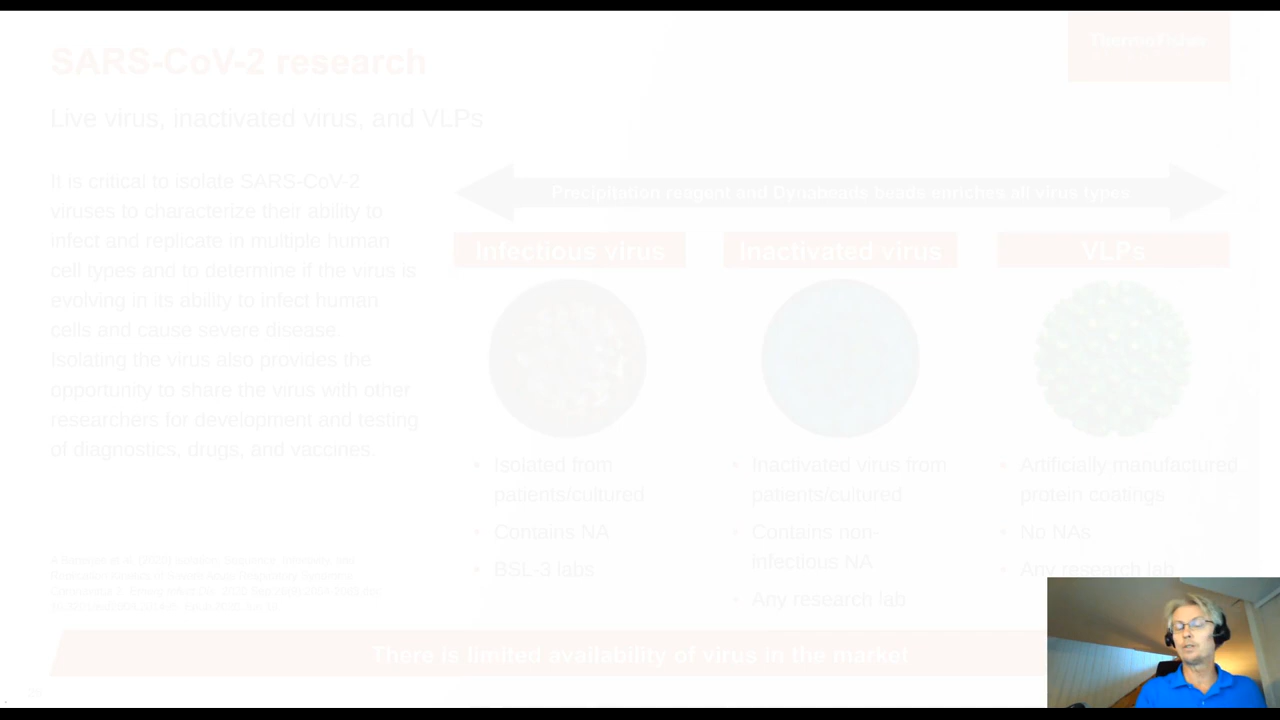 SARS-CoV-2 research
Live virus, inactivated virus, and VLPs
It is critical to isolate SARS-CoV-2
viruses to characterize their ability to
infect and replicate in multiple human
cell types and to determine if the virus is
evolving in its ability to infect human
cells and cause severe disease.
Isolating the virus also provides the
opportunity to share the virus with other
researchers for development and testing
of diagnostics, drugs, and vaccines.
Precipitation reagent and Dynabeads beads enriches all virus types
Infectious virus
• Isolated from
patients/cultured
• Contains NA
• BSL-3 labs
Inactivated virus
• Inactivated virus from
patients/cultured
• Contains non-
infectious NA
• Any research lab
VLPs
• Artificially manufactured
protein coatings
• No NAs
• Any research lab
There is limited availability of virus in the market